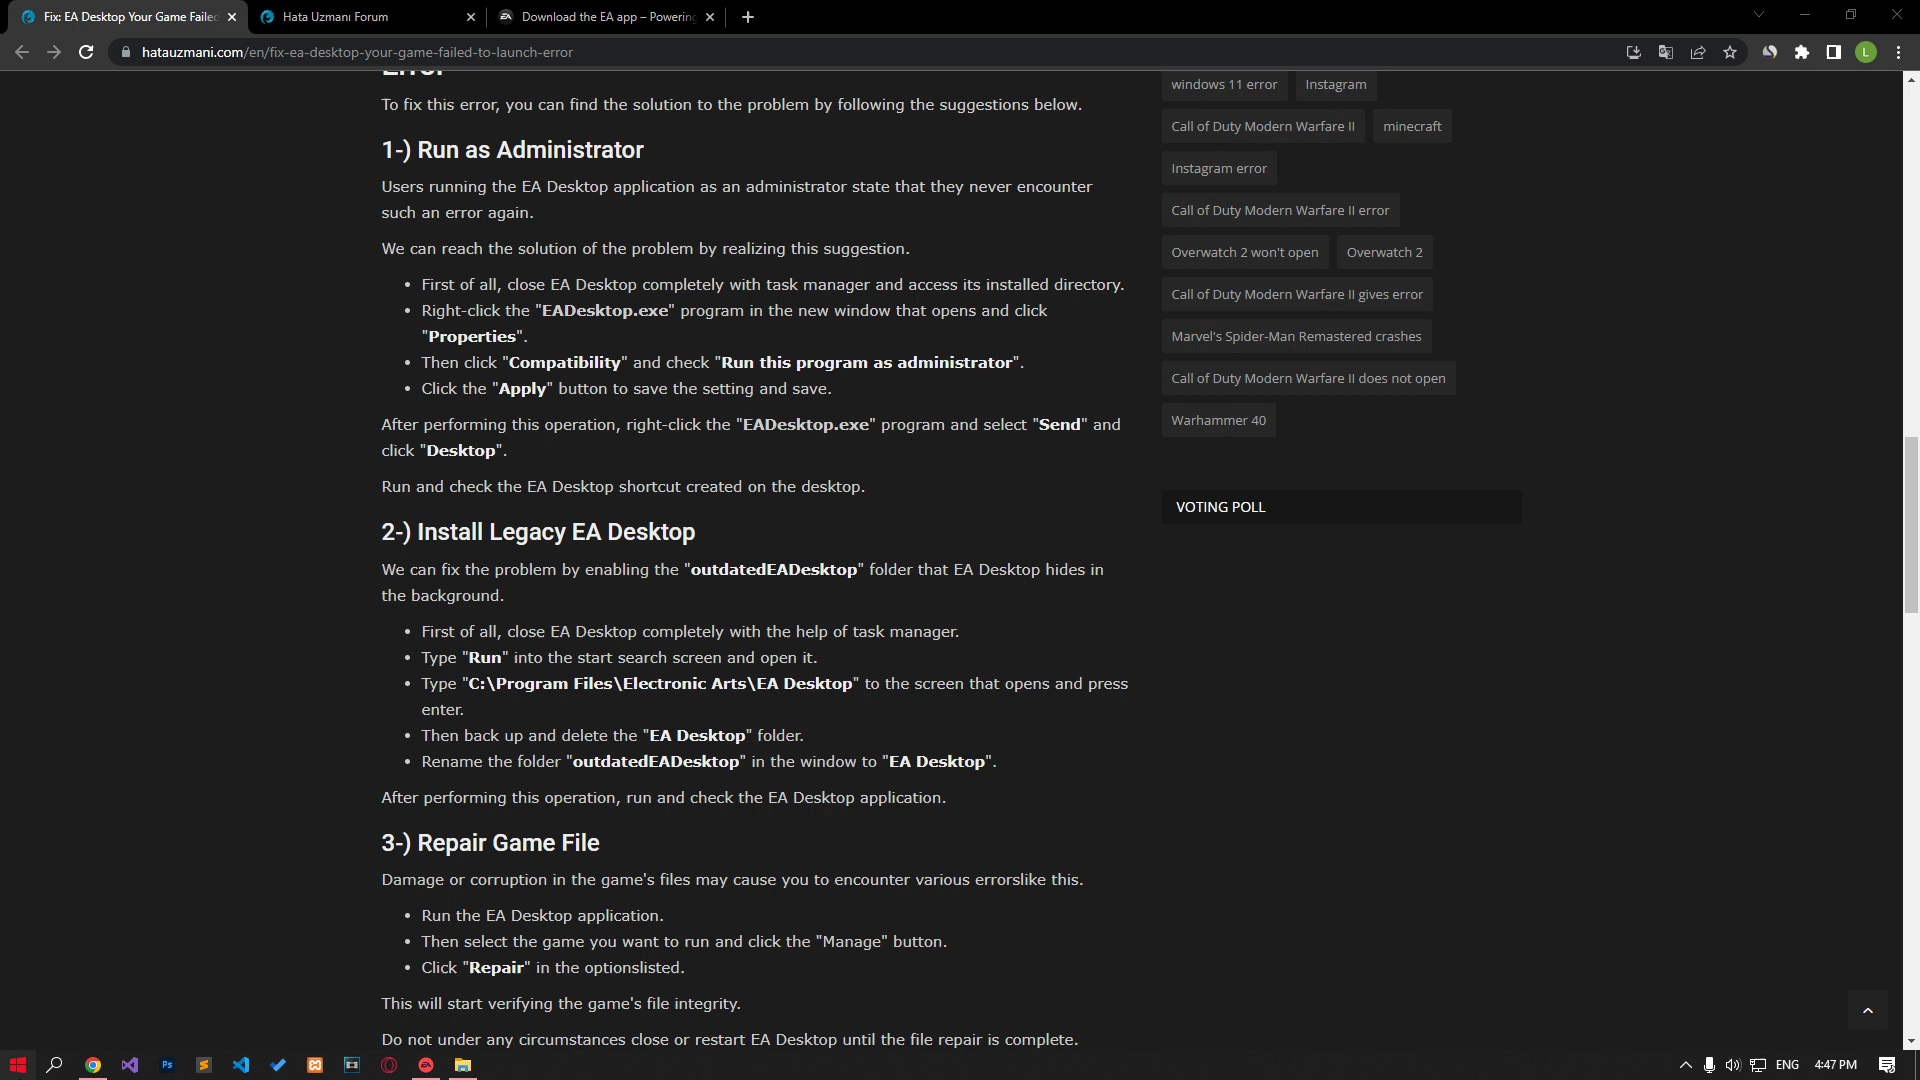 Fix: EA Desktop Your Game Failed
Hata Uzmanı Forum
Download the EA app – Powering
hatauzmani.com/en/fix-ea-desktop-your-game-failed-to-launch-error
L
Error
To fix this error, you can find the solution to the problem by following the suggestions below.
1-) Run as Administrator
Users running the EA Desktop application as an administrator state that they never encounter
such an error again.
We can reach the solution of the problem by realizing this suggestion.
• First of all, close EA Desktop completely with task manager and access its installed directory.
• Right-click the "EADesktop.exe" program in the new window that opens and click
"Properties".
• Then click "Compatibility" and check "Run this program as administrator".
• Click the "Apply" button to save the setting and save.
After performing this operation, right-click the "EADesktop.exe" program and select "Send" and
click "Desktop".
Run and check the EA Desktop shortcut created on the desktop.
2-) Install Legacy EA Desktop
We can fix the problem by enabling the "outdatedEADesktop" folder that EA Desktop hides in
the background.
• First of all, close EA Desktop completely with the help of task manager.
• Type "Run" into the start search screen and open it.
• Type "C:\Program Files\Electronic Arts\EA Desktop" to the screen that opens and press
enter.
• Then back up and delete the "EA Desktop" folder.
• Rename the folder "outdatedEADesktop" in the window to "EA Desktop".
After performing this operation, run and check the EA Desktop application.
3-) Repair Game File
Damage or corruption in the game's files may cause you to encounter various errorslike this.
• Run the EA Desktop application.
• Then select the game you want to run and click the "Manage" button.
• Click "Repair" in the optionslisted.
This will start verifying the game's file integrity.
Do not under any circumstances close or restart EA Desktop until the file repair is complete.
windows 11 error
Instagram
Call of Duty Modern Warfare II
minecraft
Instagram error
Call of Duty Modern Warfare II error
Overwatch 2 won't open
Overwatch 2
Call of Duty Modern Warfare II gives error
Marvel's Spider-Man Remastered crashes
Call of Duty Modern Warfare II does not open
Warhammer 40
VOTING POLL
Ps
EA
ENG
4:47 PM